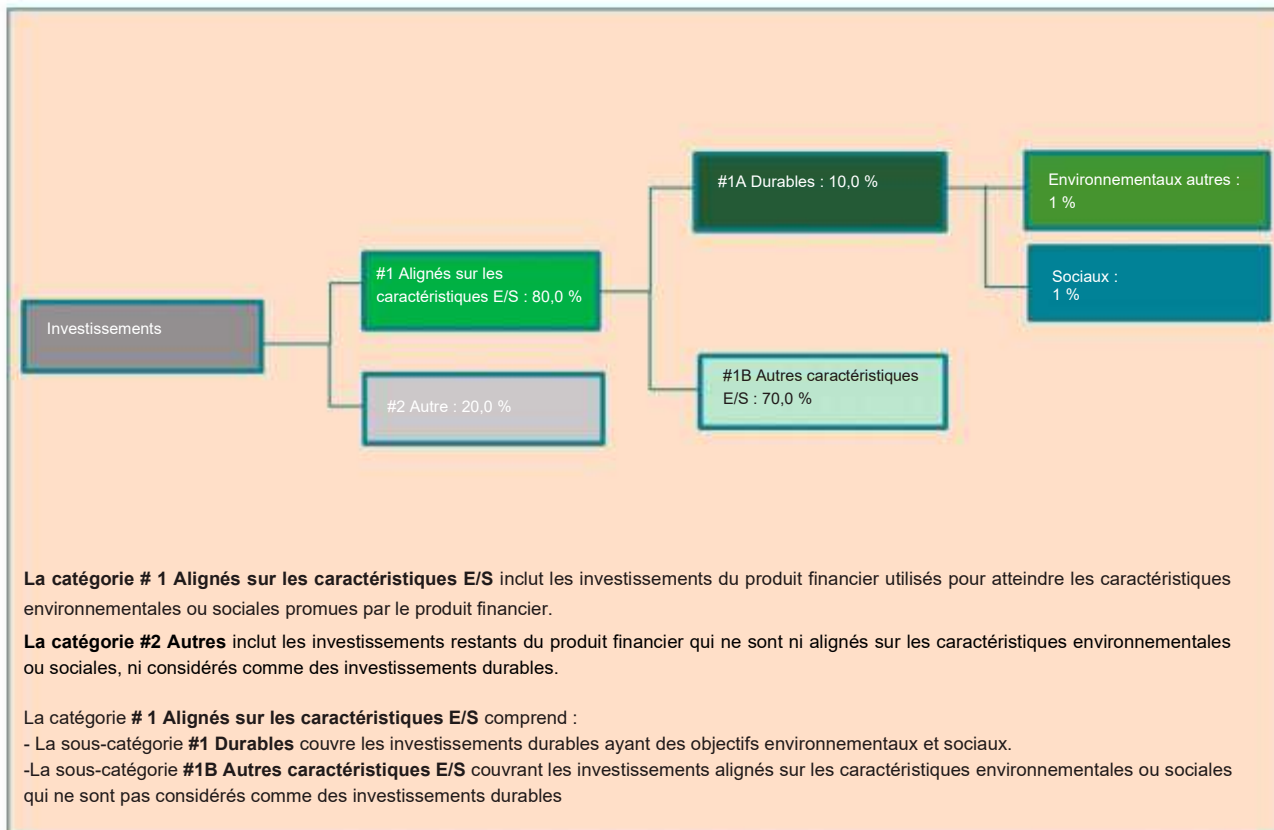 #1A Durables : 10,0 %
Environnementaux autres :
1 %
#1 Alignés sur les
caractéristiques E/S : 80,0 %
Sociaux :
1 %
Investissements
#1B Autres caractéristiques
E/S : 70,0 %
#2 Autre : 20,0 %
La catégorie # 1 Alignés sur les caractéristiques E/S inclut les investissements du produit financier utilisés pour atteindre les caractéristiques
environnementales ou sociales promues par le produit financier.
La catégorie #2 Autres inclut les investissements restants du produit financier qui ne sont ni alignés sur les caractéristiques environnementales
ou sociales, ni considérés comme des investissements durables.
La catégorie # 1 Alignés sur les caractéristiques E/S comprend :
- La sous-catégorie #1 Durables couvre les investissements durables ayant des objectifs environnementaux et sociaux.
-La sous-catégorie #1B Autres caractéristiques E/S couvrant les investissements alignés sur les caractéristiques environnementales ou sociales
qui ne sont pas considérés comme des investissements durables